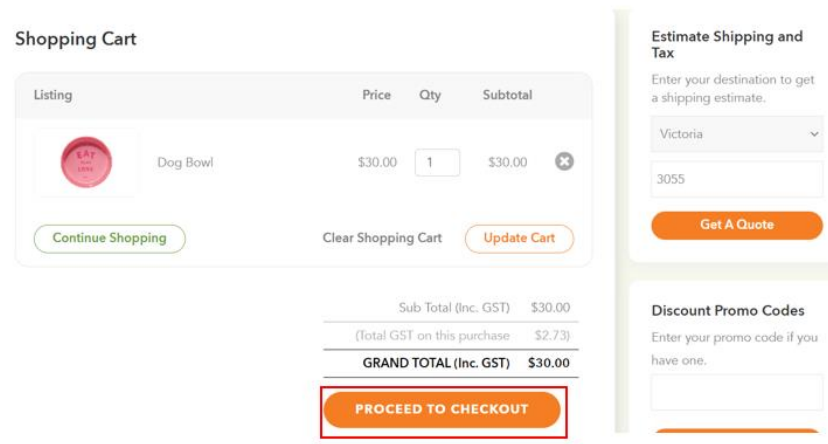 Shopping Cart
Listing Price Qty Subtotal
EAT
LOVE
Dog Bowl $30.00 1 $30.00
Continue Shopping Clear Shopping Cart Update Cart
Sub Total (Inc. GST) $30.00
(Total GST on this purchase $2.73)
GRAND TOTAL (Inc. GST) $30.00
PROCEED TO CHECKOUT
Estimate Shipping and
Tax
Enter your destination to get
a shipping estimate.
Victoria
3055
Get A Quote
Discount Promo Codes
Enter your promo code if you
have one.